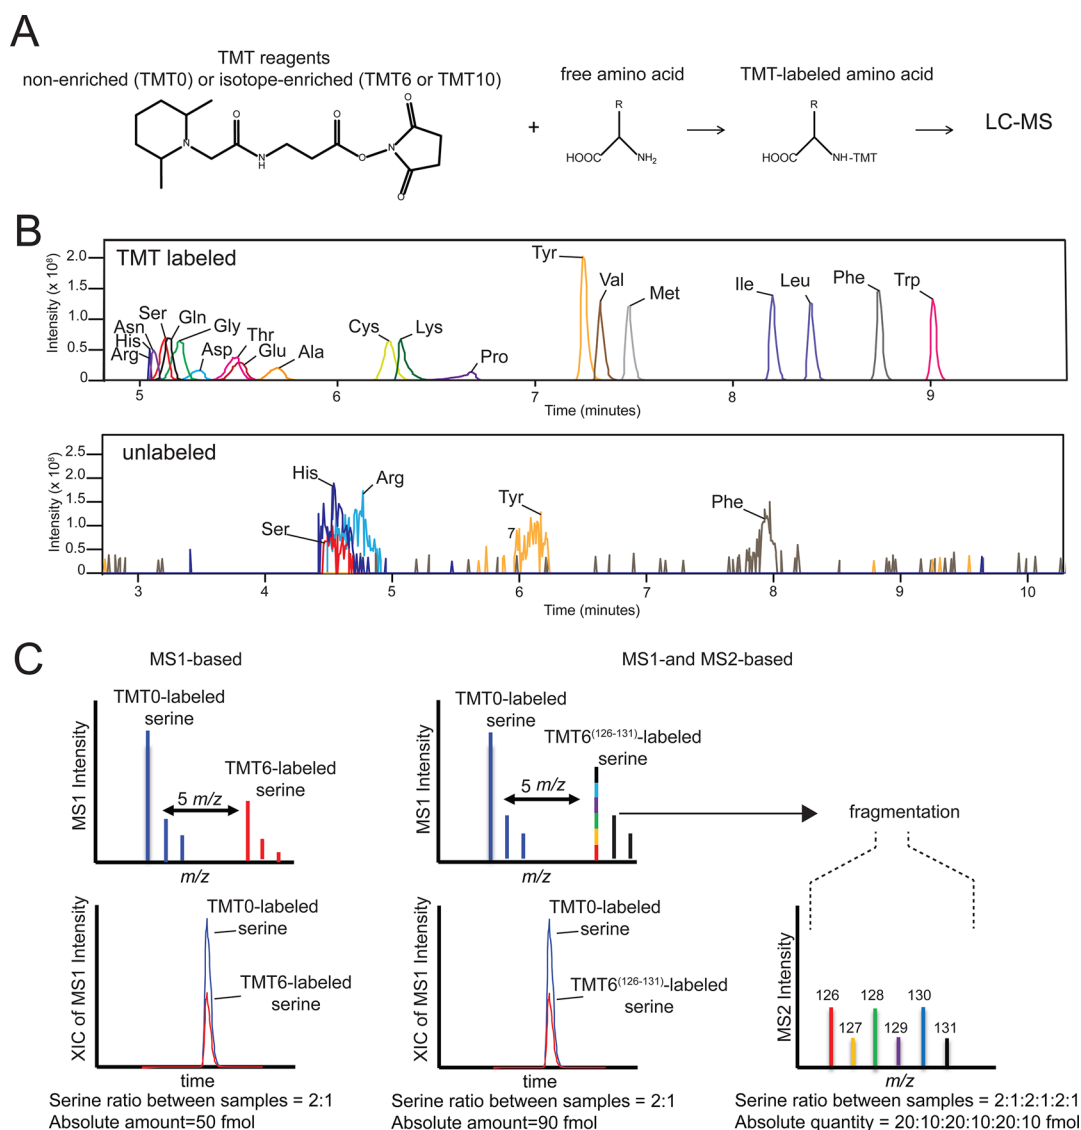 A
TMT reagents
non-enriched (TMT0) or isotope-enriched (TMT6 or TMT10)
free amino acid
TMT-labeled amino acid
N
O
N
H
O
O
N
O
O
+
R
HOOC
NH2
R
HOOC
NH-TMT
LC-MS
B
TMT labeled
Intensity (x 10⁸)
2.0
1.5
1.0
0.5
0
Arg
His
Asn
Ser
Gln
Gly
Asp
Thr
Glu
Ala
Cys
Lys
Pro
Tyr
Val
Met
Ile
Leu
Phe
Trp
5
6
7
8
9
Time (minutes)
unlabeled
Intensity (x 10⁸)
2.5
2.0
1.5
1.0
0.5
0
Ser
His
Arg
Tyr
7
Phe
3
4
5
6
7
8
9
10
Time (minutes)
C
MS1-based
MS1-and MS2-based
MS1 Intensity
TMT0-labeled
serine
TMT6-labeled
serine
5 m/z
m/z
MS1 Intensity
TMT0-labeled
serine
TMT6⁽¹²⁶⁻¹³¹⁾-labeled
serine
5 m/z
m/z
fragmentation
XIC of MS1 Intensity
TMT0-labeled
serine
TMT6-labeled
serine
time
Serine ratio between samples = 2:1
Absolute amount=50 fmol
XIC of MS1 Intensity
TMT0-labeled
serine
TMT6⁽¹²⁶⁻¹³¹⁾-labeled
serine
time
Serine ratio between samples = 2:1
Absolute amount=90 fmol
MS2 Intensity
126
127
128
129
130
131
m/z
Serine ratio between samples = 2:1:2:1:2:1
Absolute quantity = 20:10:20:10:20:10 fmol